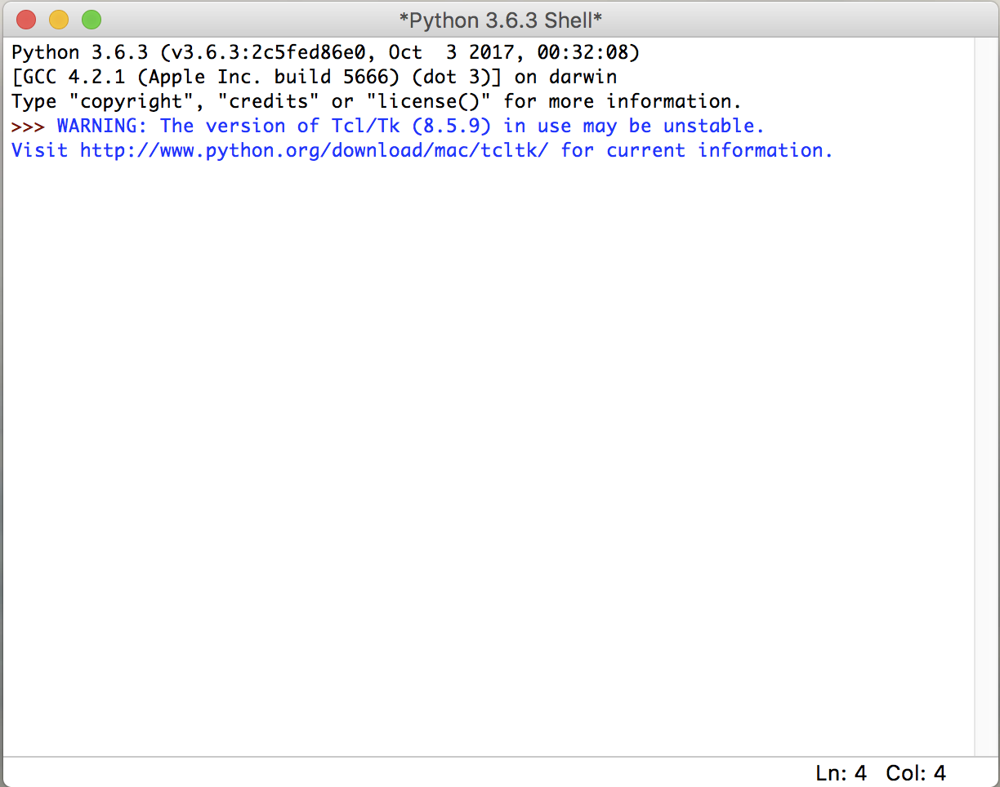 *Python 3.6.3 Shell*
Python 3.6.3 (v3.6.3:2c5fed86e0, Oct  3 2017, 00:32:08)
[GCC 4.2.1 (Apple Inc. build 5666) (dot 3)] on darwin
Type "copyright", "credits" or "license()" for more information.
>>> WARNING: The version of Tcl/Tk (8.5.9) in use may be unstable.
Visit http://www.python.org/download/mac/tcltk/ for current information.
Ln: 4 Col: 4